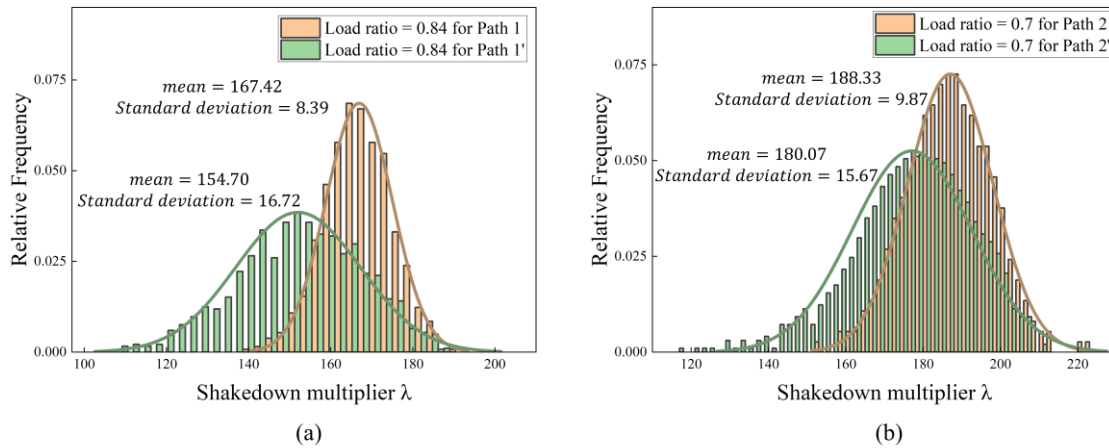 Load ratio = 0.84 for Path 1
Load ratio = 0.84 for Path 1'
mean = 167.42
Standard deviation = 8.39
mean = 154.70
Standard deviation = 16.72
Relative Frequency
0.075
0.050
0.025
0.000
100 120 140 160 180 200
Shakedown multiplier λ
(a)
Load ratio = 0.7 for Path 2
Load ratio = 0.7 for Path 2'
mean = 188.33
Standard deviation = 9.87
mean = 180.07
Standard deviation = 15.67
Relative Frequency
0.075
0.050
0.025
0.000
120 140 160 180 200 220
Shakedown multiplier λ
(b)